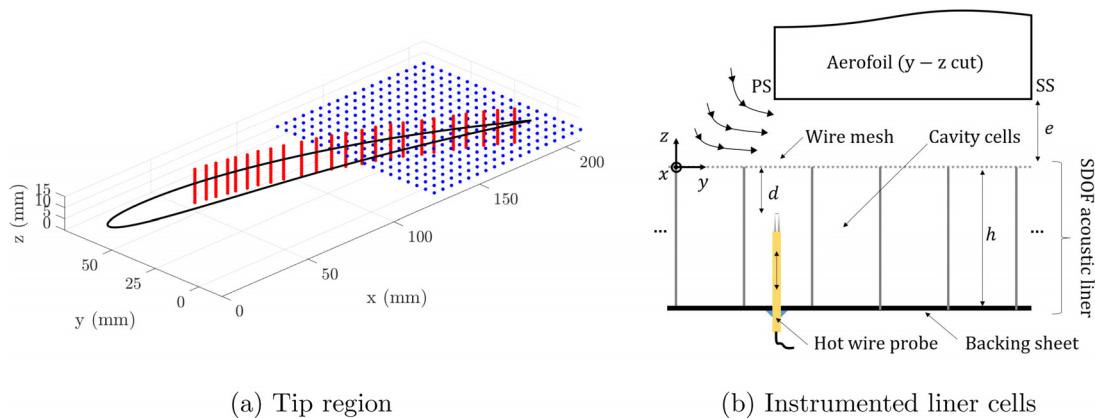 15
10
5
0
z (mm)
50
25
0
y (mm)
0
50
100
150
200
x (mm)
(a) Tip region
Aerofoil (y − z cut)
PS
SS
e
Wire mesh
Cavity cells
z
x
y
d
h
...
...
SDOF acoustic
liner
Hot wire probe
Backing sheet
(b) Instrumented liner cells